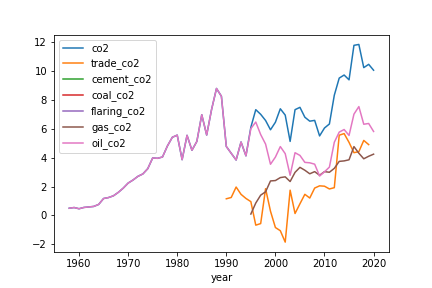 12
10
8
6
4
2
0
−2
co2
trade_co2
cement_co2
coal_co2
flaring_co2
gas_co2
oil_co2
1960 1970 1980 1990 2000 2010 2020
year